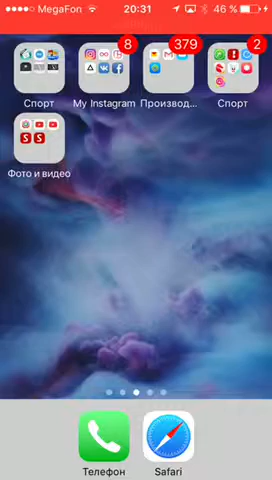 MegaFon 20:31 46 %
8 379 2
Спорт My Instagram Производ... Спорт
Фото и видео
Телефон Safari